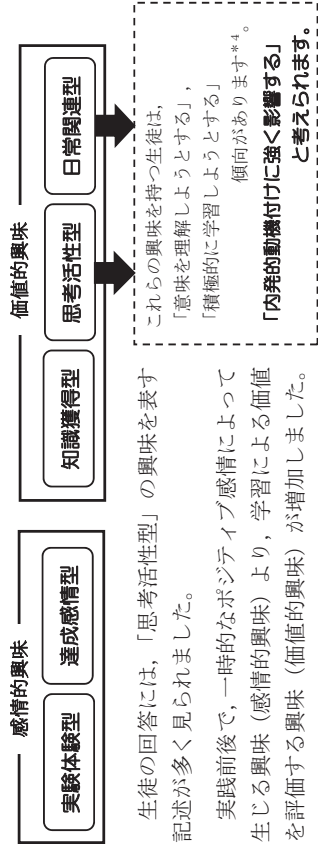 感情的興味
実験体験型
達成感情型
価値的興味
知識獲得型
思考活性型
日常関連型
生徒の回答には，「思考活性型」の興味を表す
記述が多く見られました。
実践前後で，一時的なポジティブ感情によって
生じる興味（感情的興味）より，学習による価値
を評価する興味（価値的興味）が増加しました。
これらの興味を持つ生徒は，
「意味を理解しようとする」，
「積極的に学習しようとする」
傾向があります*4。
「内発的動機付けに強く影響する」
と考えられます。